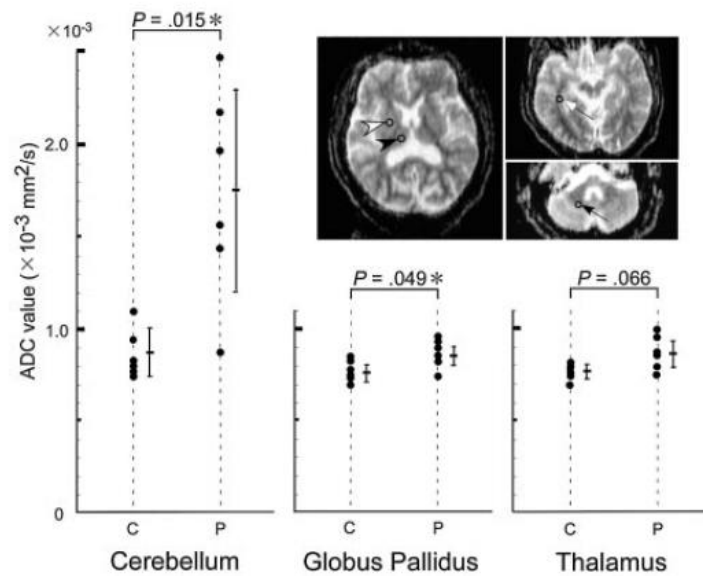 ×10⁻³
P = .015*
2.0
1.0
0
ADC value (×10⁻³ mm²/s)
P = .049*
P = .066
C P
C P
C P
Cerebellum
Globus Pallidus
Thalamus